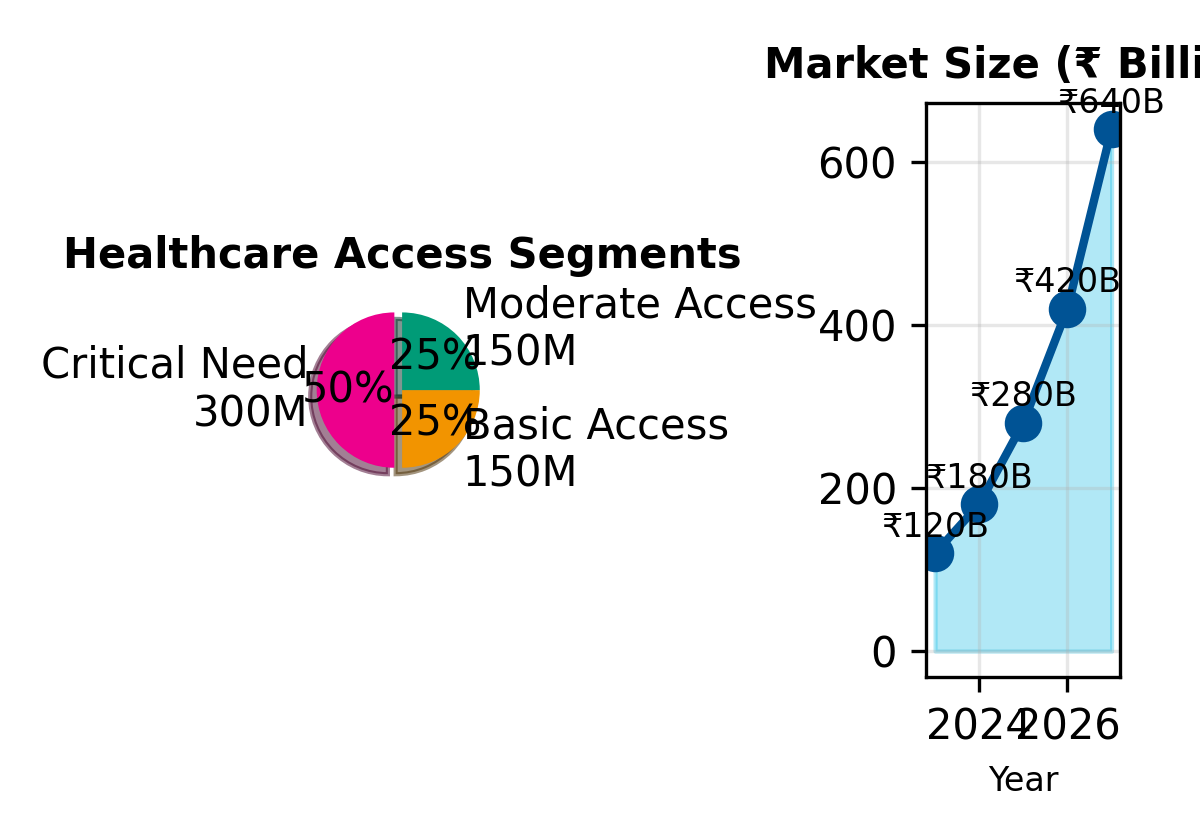 Healthcare Access Segments
Critical Need
300M
50%
Moderate Access
150M
25%
Basic Access
150M
25%
Market Size (₹ Billi
600
400
200
0
₹640B
₹420B
₹280B
₹180B
₹120B
2024
2026
Year